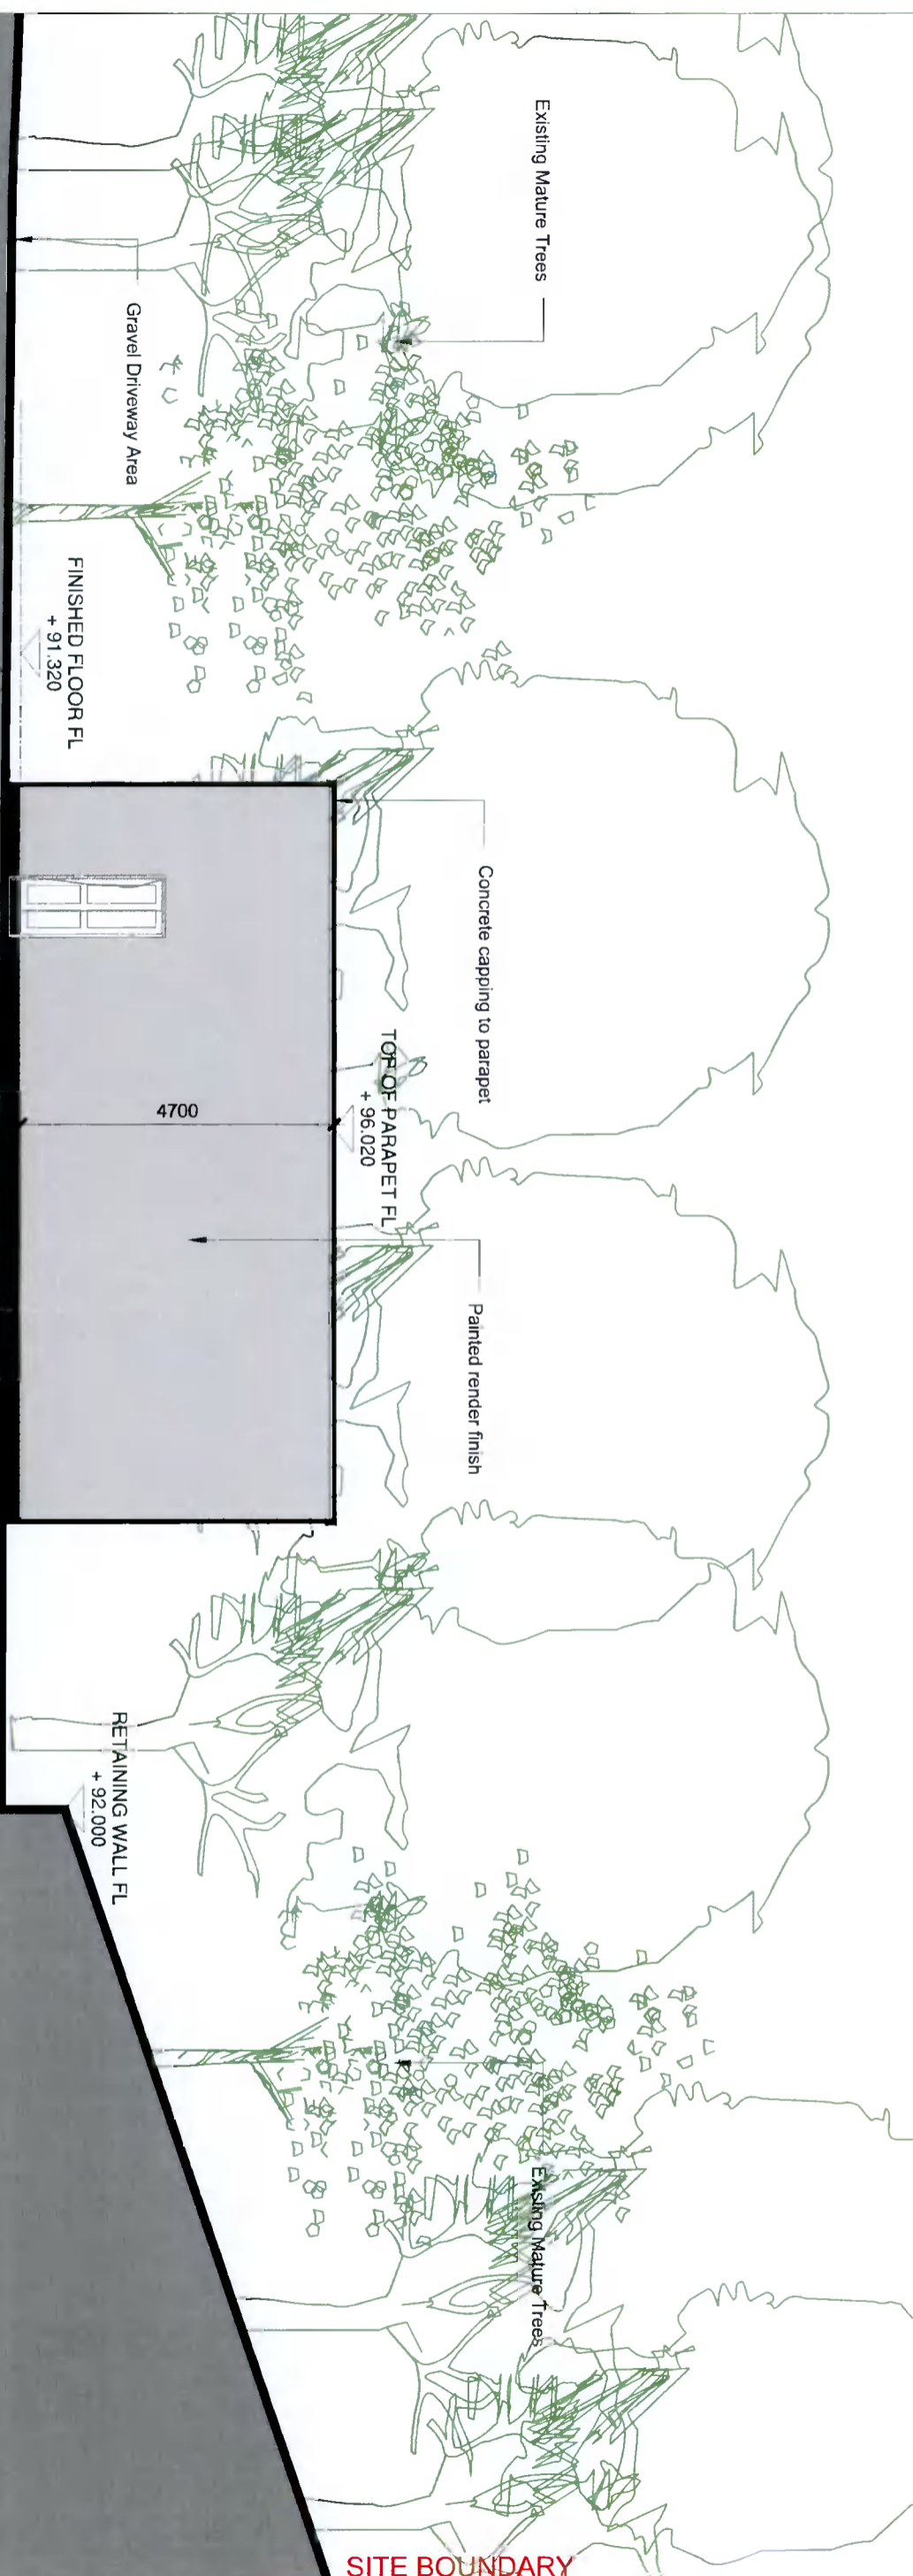 Existing Mature Trees
Gravel Driveway Area
FINISHED FLOOR FL
+ 91.320
Concrete capping to parapet
TOP OF PARAPET FL
+ 96.020
4700
Painted render finish
RETAINING WALL FL
+ 92.000
Existing Mature Trees
SITE BOUNDARY